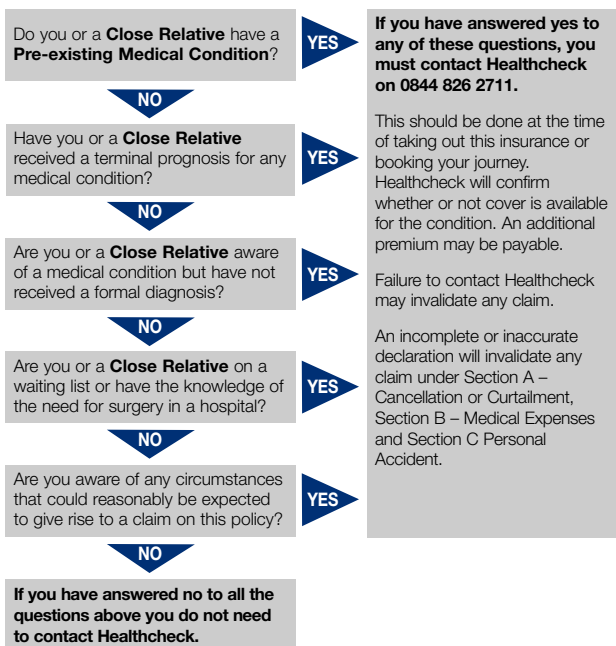 Do you or a Close Relative have a
Pre-existing Medical Condition?
YES
NO
Have you or a Close Relative
received a terminal prognosis for any
medical condition?
YES
NO
Are you or a Close Relative aware
of a medical condition but have not
received a formal diagnosis?
YES
NO
Are you or a Close Relative on a
waiting list or have the knowledge of
the need for surgery in a hospital?
YES
NO
Are you aware of any circumstances
that could reasonably be expected
to give rise to a claim on this policy?
YES
NO
If you have answered no to all the
questions above you do not need
to contact Healthcheck.
If you have answered yes to
any of these questions, you
must contact Healthcheck
on 0844 826 2711.
This should be done at the time
of taking out this insurance or
booking your journey.
Healthcheck will confirm
whether or not cover is available
for the condition. An additional
premium may be payable.
Failure to contact Healthcheck
may invalidate any claim.
An incomplete or inaccurate
declaration will invalidate any
claim under Section A –
Cancellation or Curtailment,
Section B – Medical Expenses
and Section C Personal
Accident.